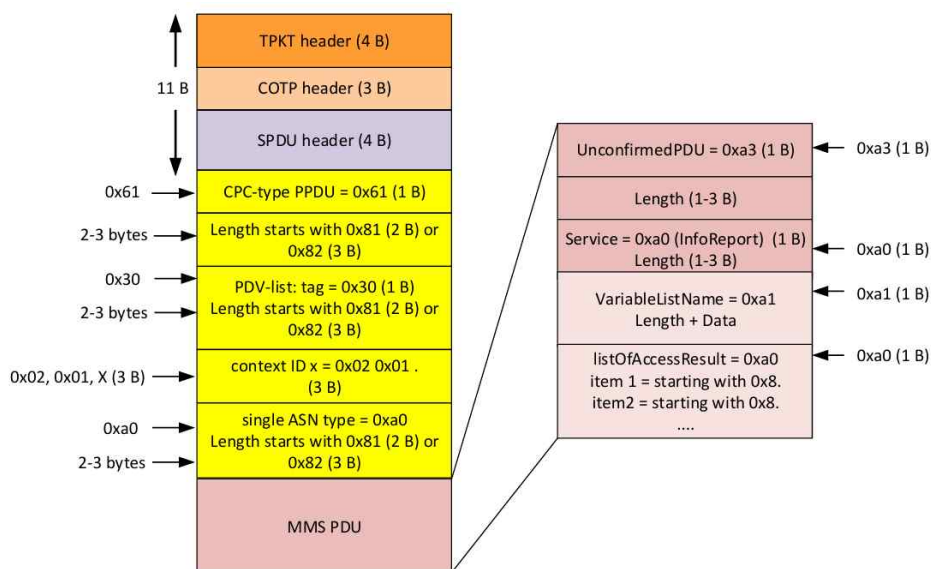 TPKT header (4 B)
11 B
COTP header (3 B)
SPDU header (4 B)
0x61
CPC-type PPDU = 0x61 (1 B)
2-3 bytes
Length starts with 0x81 (2 B) or
0x82 (3 B)
0x30
PDV-list: tag = 0x30 (1 B)
2-3 bytes
Length starts with 0x81 (2 B) or
0x82 (3 B)
0x02, 0x01, X (3 B)
context ID x = 0x02 0x01 .
(3 B)
0xa0
single ASN type = 0xa0
Length starts with 0x81 (2 B) or
2-3 bytes
0x82 (3 B)
MMS PDU
UnconfirmedPDU = 0xa3 (1 B)
0xa3 (1 B)
Length (1-3 B)
Service = 0xa0 (InfoReport) (1 B)
0xa0 (1 B)
Length (1-3 B)
VariableListName = 0xa1
0xa1 (1 B)
Length + Data
listOfAccessResult = 0xa0
0xa0 (1 B)
item 1 = starting with 0x8.
item2 = starting with 0x8.
....